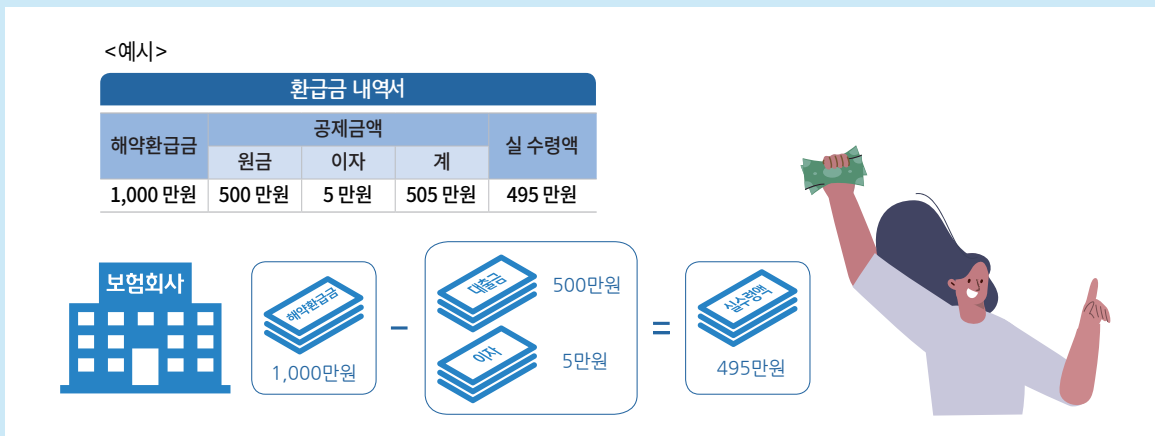 <예시>
환급금 내역서
해약환급금 공제금액 실 수령액
원금 이자 계
1,000 만원 500 만원 5 만원 505 만원 495 만원
보험회사
해약환급금
1,000만원
−
대출금
500만원
이자
5만원
=
실수령액
495만원